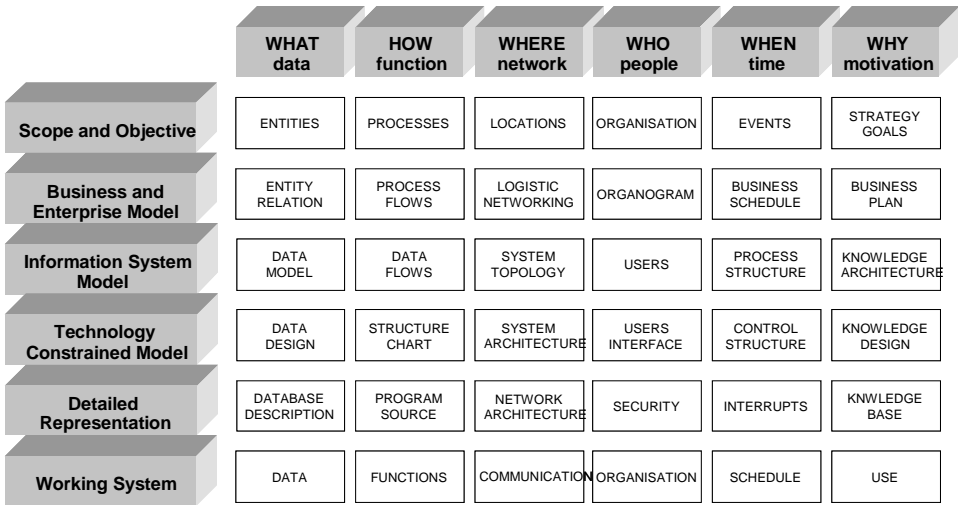 WHAT
data
HOW
function
WHERE
network
WHO
people
WHEN
time
WHY
motivation
Scope and Objective
ENTITIES
PROCESSES
LOCATIONS
ORGANISATION
EVENTS
STRATEGY
GOALS
Business and
Enterprise Model
ENTITY
RELATION
PROCESS
FLOWS
LOGISTIC
NETWORKING
ORGANOGRAM
BUSINESS
SCHEDULE
BUSINESS
PLAN
Information System
Model
DATA
MODEL
DATA
FLOWS
SYSTEM
TOPOLOGY
USERS
PROCESS
STRUCTURE
KNOWLEDGE
ARCHITECTURE
Technology
Constrained Model
DATA
DESIGN
STRUCTURE
CHART
SYSTEM
ARCHITECTURE
USERS
INTERFACE
CONTROL
STRUCTURE
KNOWLEDGE
DESIGN
Detailed
Representation
DATABASE
DESCRIPTION
PROGRAM
SOURCE
NETWORK
ARCHITECTURE
SECURITY
INTERRUPTS
KNWLEDGE
BASE
Working System
DATA
FUNCTIONS
COMMUNICATION
ORGANISATION
SCHEDULE
USE